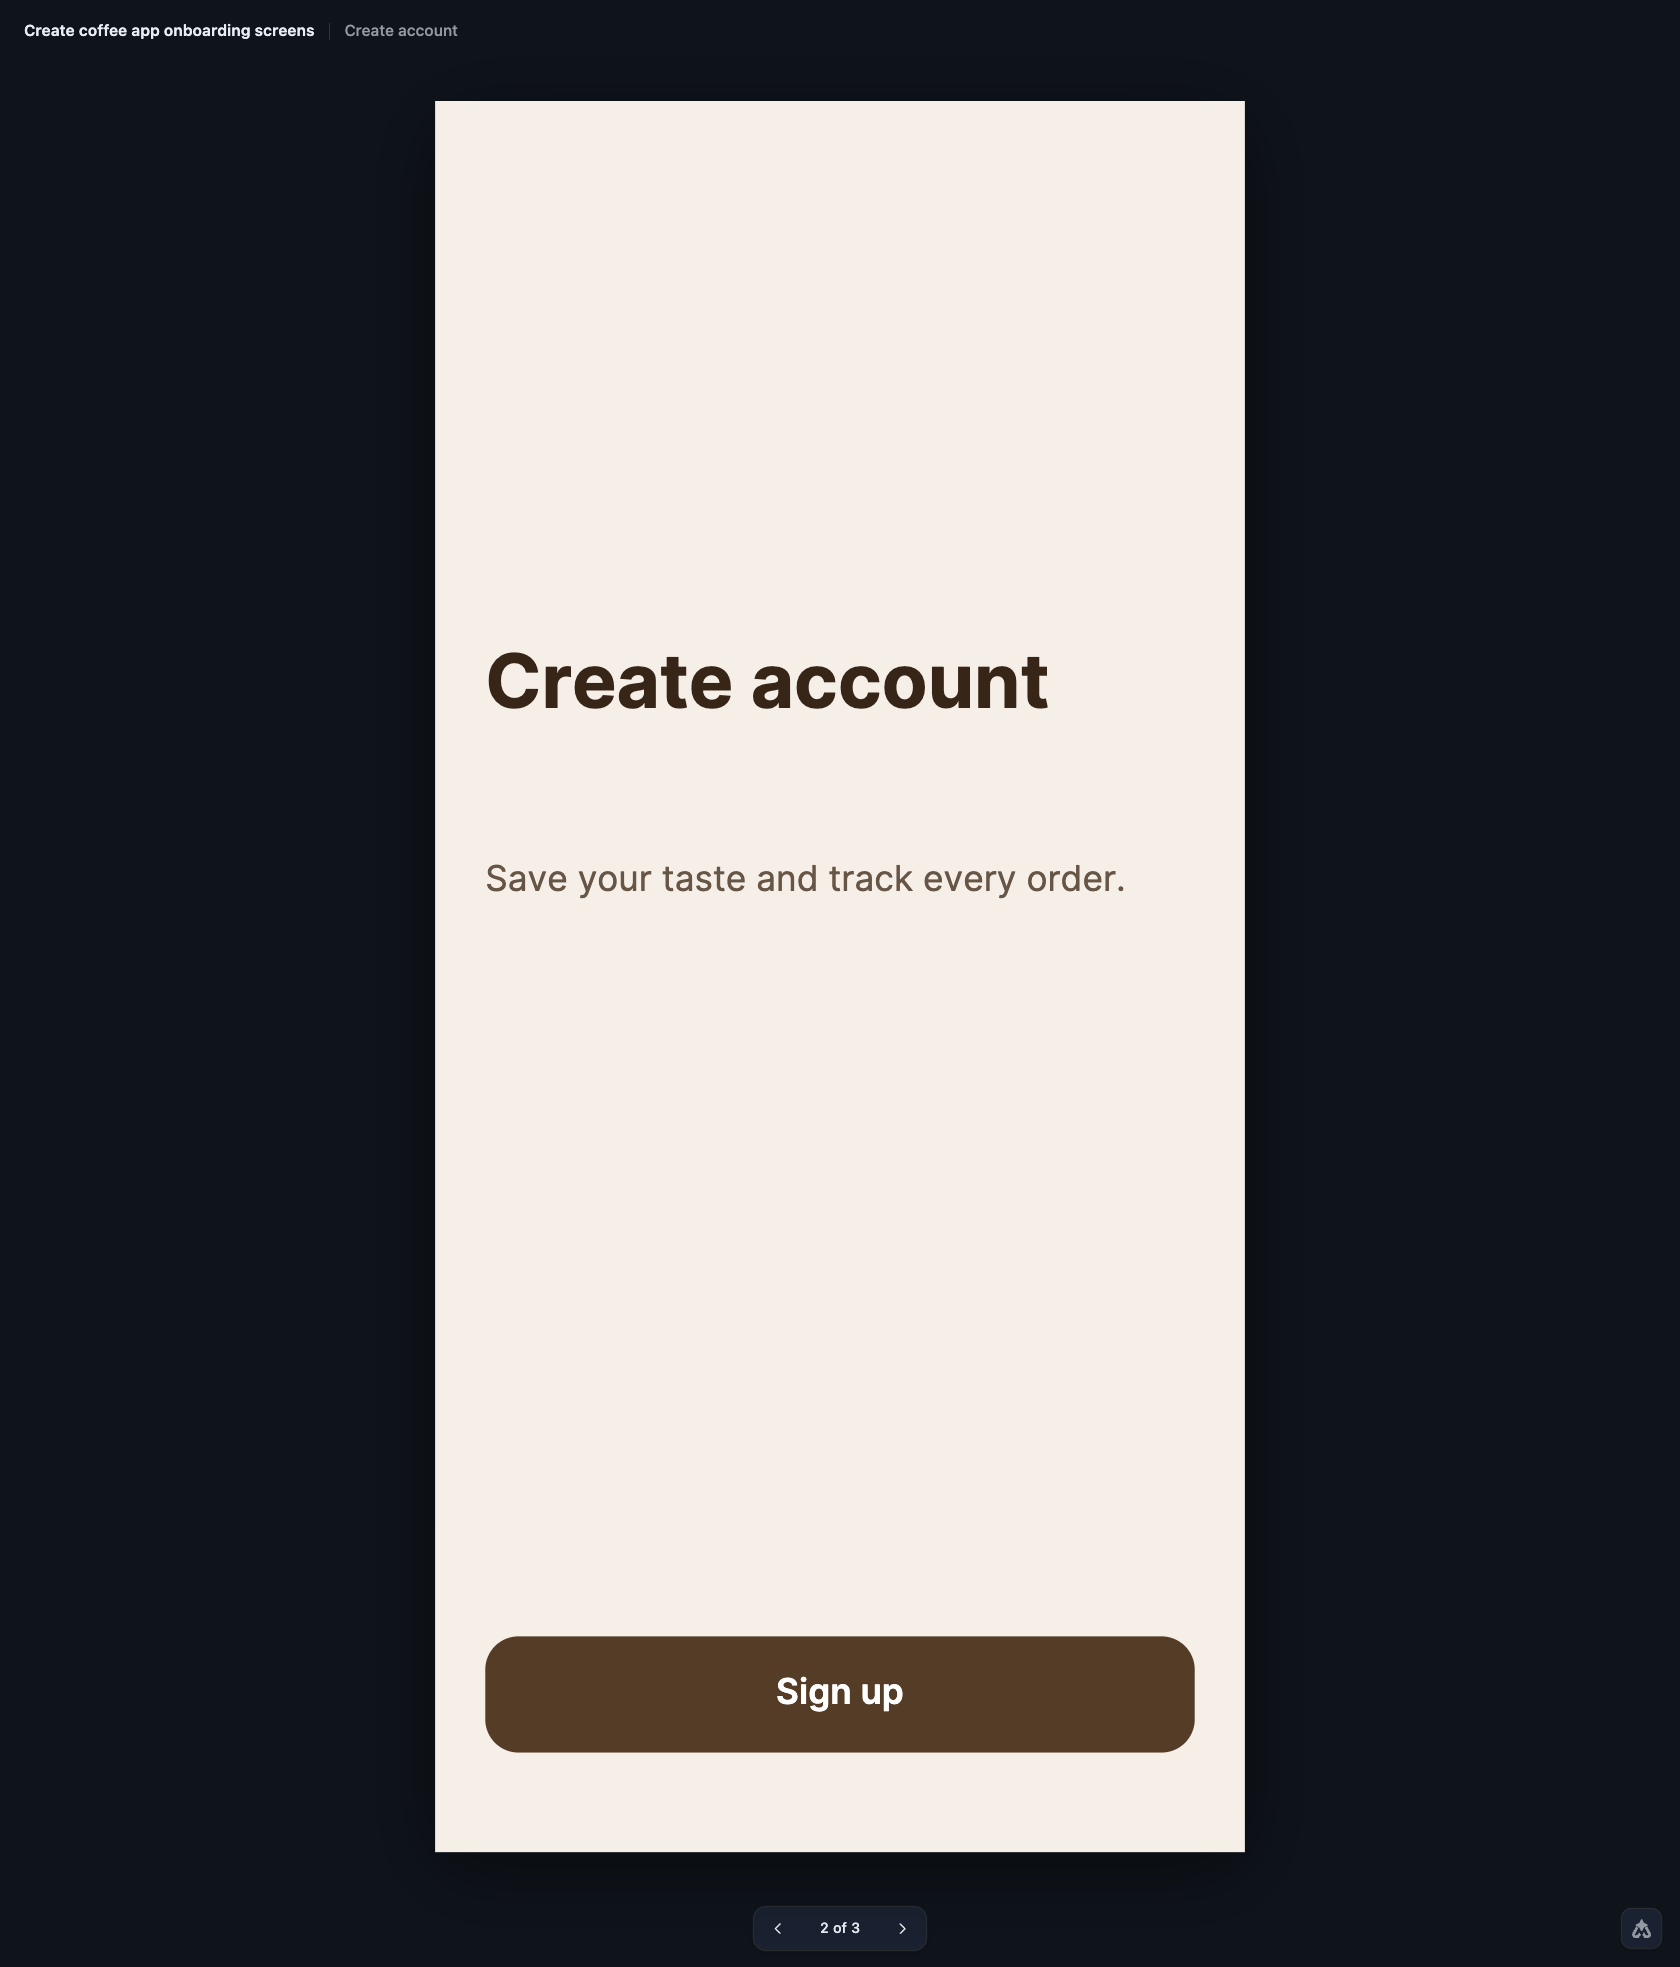 Create coffee app onboarding screens
Create account
Create account
Save your taste and track every order.
Sign up
2 of 3